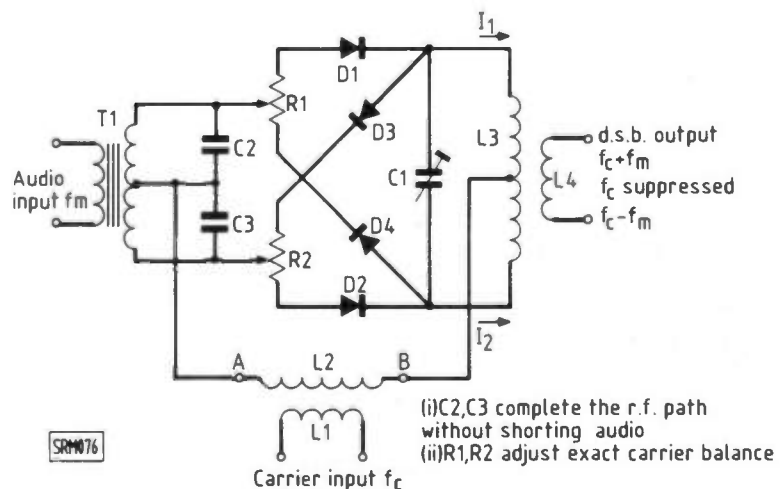 I₁
D1
T1
R1
C2
D3
L3
d.s.b. output
fc+fm
Audio
input fm
C1
L4
fc suppressed
C3
D4
fc-fm
R2
D2
I₂
A
L2
B
L1
(i)C2,C3 complete the r.f. path
without shorting audio
(ii)R1,R2 adjust exact carrier balance
SRM076
Carrier input fc